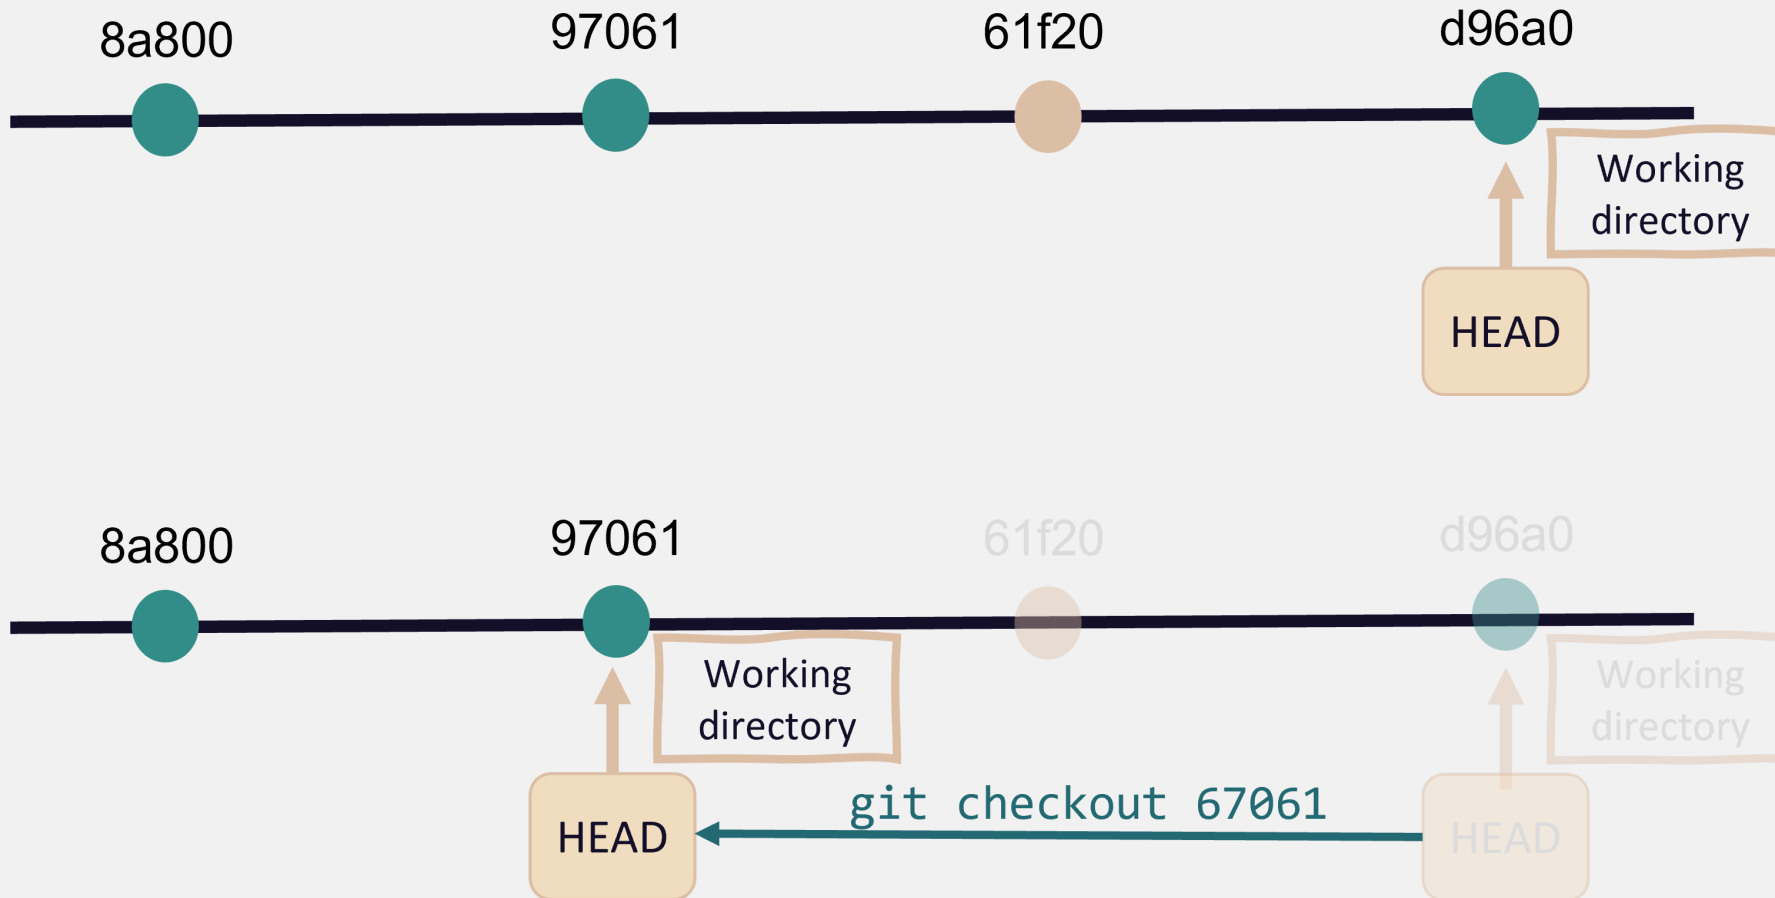 8a800 97061 61f20 d96a0
Working
directory
HEAD
8a800 97061 61f20 d96a0
Working
directory
Working
directory
HEAD
git checkout 67061
HEAD